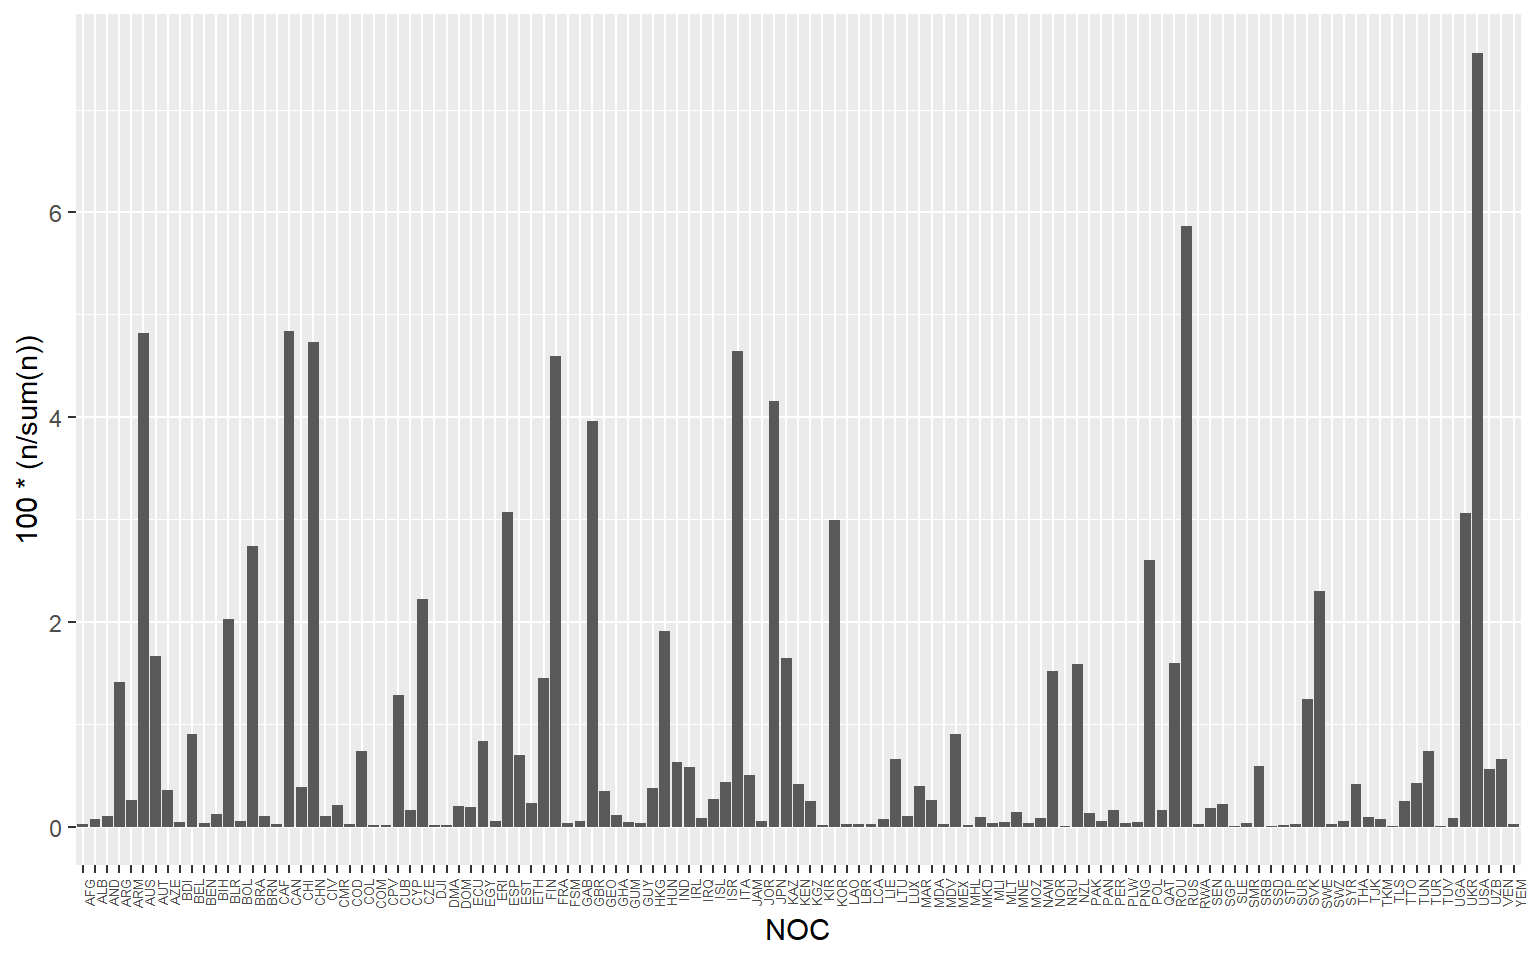 6
4
2
0
100 * (n/sum(n))
AFG
ALB
AND
ARG
ARM
AUS
AUT
AZE
BDI
BEL
BEN
BIH
BLR
BOL
BRA
BRN
CAF
CAN
CHI
CHN
CIV
CMR
COD
COL
COM
CPV
CUB
CYP
CZE
DJI
DMA
DOM
ECU
EGY
ERI
ESP
EST
ETH
FIN
FRA
FSM
GAB
GBR
GEO
GHA
GUM
GUY
HKG
HUN
IND
IRL
IRQ
ISL
ISR
ITA
JAM
JOR
JPN
KAZ
KEN
KGZ
KIR
KOR
LAO
LBR
LCA
LIE
LTU
LUX
MAR
MDA
MDV
MEX
MHL
MKD
MLI
MLT
MNE
MOZ
NAM
NOR
NRU
NZL
PAK
PAN
PER
PLW
PNG
POL
QAT
ROU
RUS
RWA
SEN
SGP
SLE
SMR
SRB
SSD
STP
SUR
SVK
SWE
SWZ
SYR
THA
TJK
TKM
TLS
TTO
TUN
TUR
TUV
UGA
UKR
USA
UZB
VEN
YEM
NOC